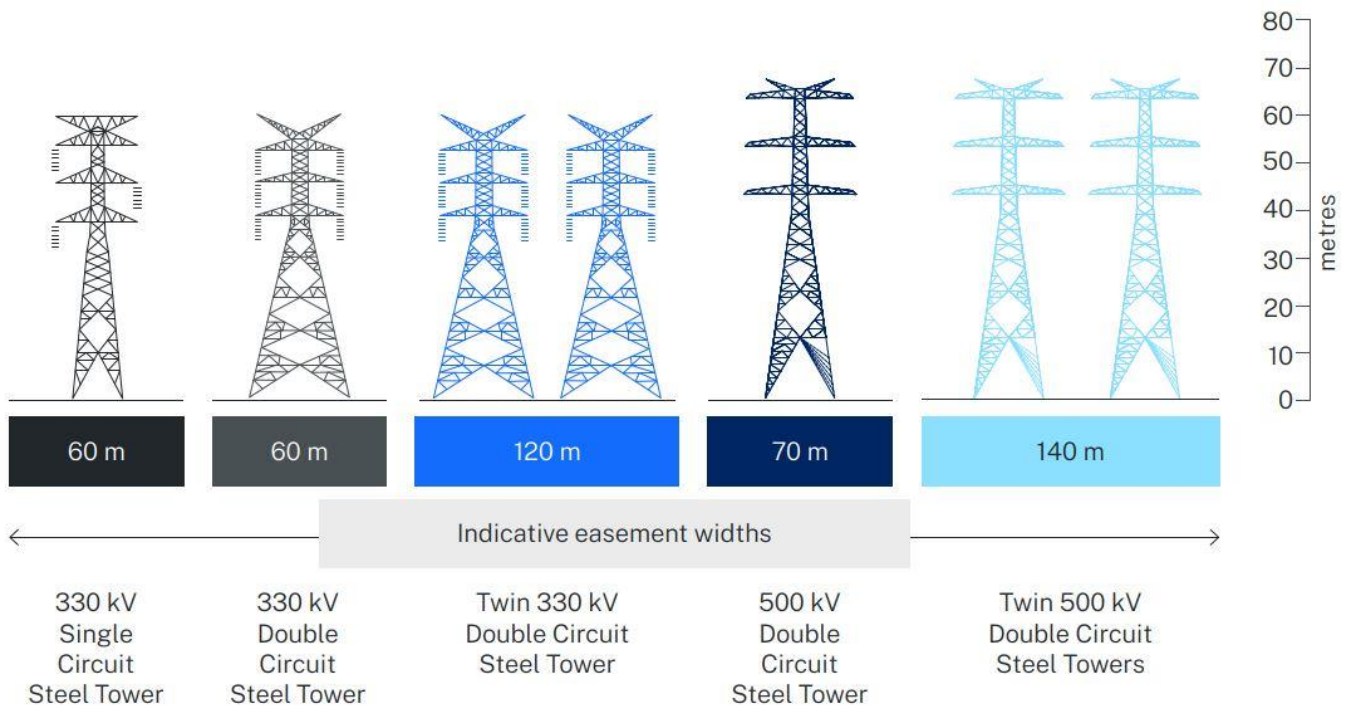 80
70
60
50
40
30
20
10
0
metres
60 m
60 m
120 m
70 m
140 m
Indicative easement widths
330 kV
Single
Circuit
Steel Tower
330 kV
Double
Circuit
Steel Tower
Twin 330 kV
Double Circuit
Steel Tower
500 kV
Double
Circuit
Steel Tower
Twin 500 kV
Double Circuit
Steel Towers